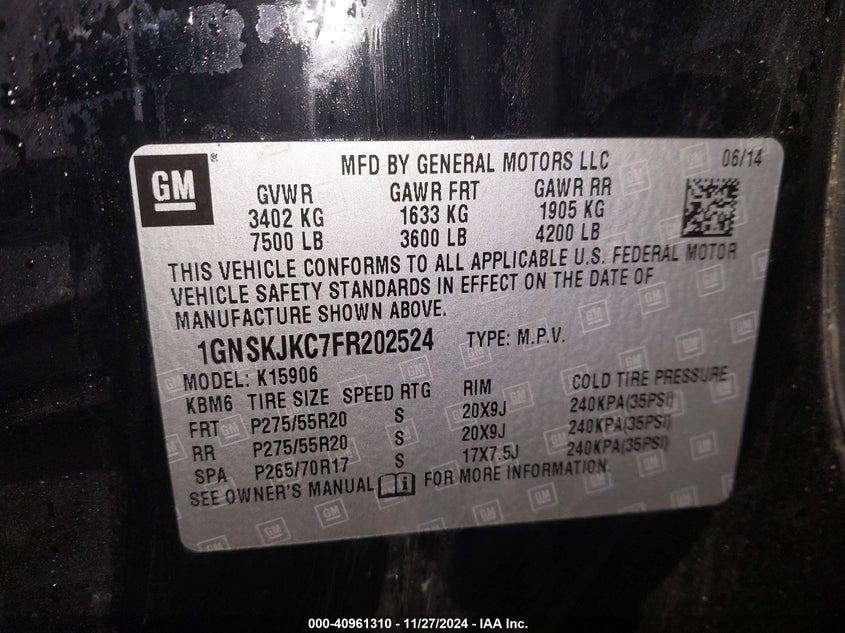 GM
MFD BY GENERAL MOTORS LLC 06/14
GVWR GAWR FRT GAWR RR
3402 KG 1633 KG 1905 KG
7500 LB 3600 LB 4200 LB
THIS VEHICLE CONFORMS TO ALL APPLICABLE U.S. FEDERAL MOTOR
VEHICLE SAFETY STANDARDS IN EFFECT ON THE DATE OF
MANUFACTURE SHOWN ABOVE.
1GNSKJKC7FR202524 TYPE: M.P.V.
MODEL: K15906
KBM6 TIRE SIZE SPEED RTG RIM COLD TIRE PRESSURE
FRT P275/55R20 S 20X9J 240KPA(35PSI)
RR P275/55R20 S 20X9J 240KPA(35PSI)
SPA P265/70R17 S 17X7.5J 240KPA(35PSI)
SEE OWNER'S MANUAL i FOR MORE INFORMATION.
000-40961310 - 11/27/2024 - IAA Inc.